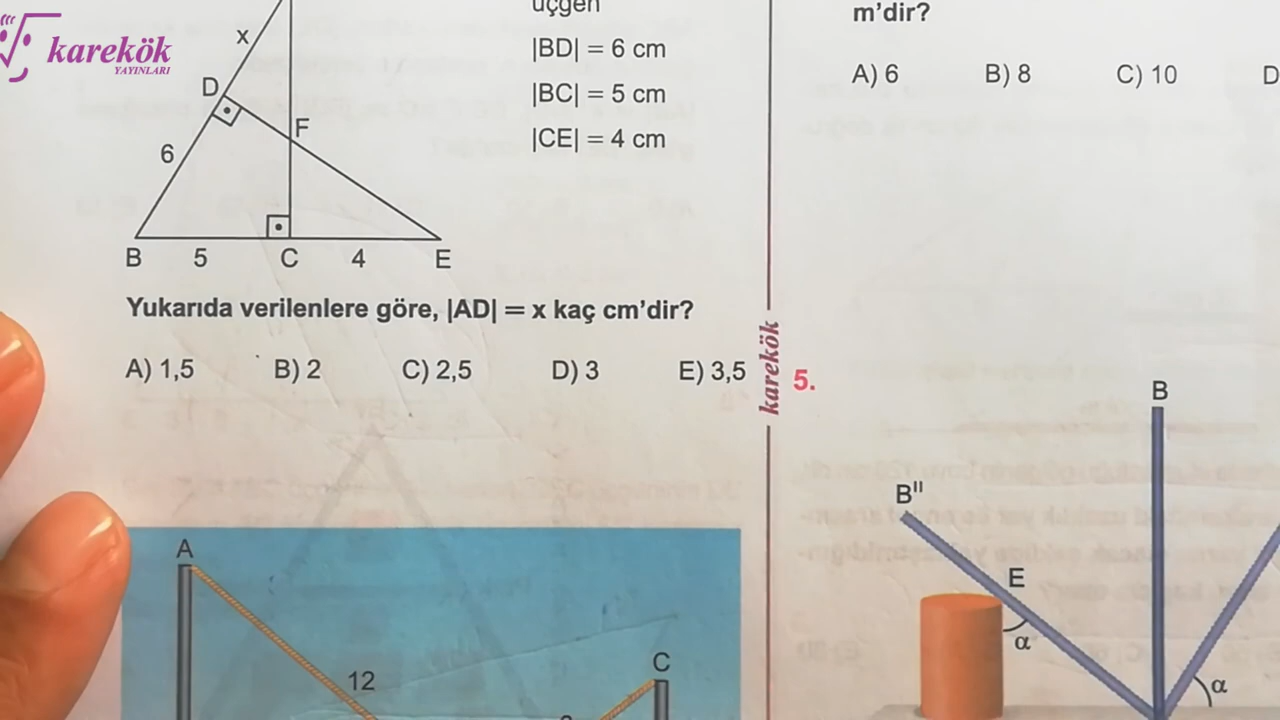 karekök
YAYINLARI
x
D
F
6
B 5 C 4 E
üçgen
|BD| = 6 cm
|BC| = 5 cm
|CE| = 4 cm
Yukarıda verilenlere göre, |AD| = x kaç cm'dir?
A) 1,5 B) 2 C) 2,5 D) 3 E) 3,5
A
12
C
karekök
m'dir?
A) 6 B) 8 C) 10 D
5.
B
B"
E
α
α